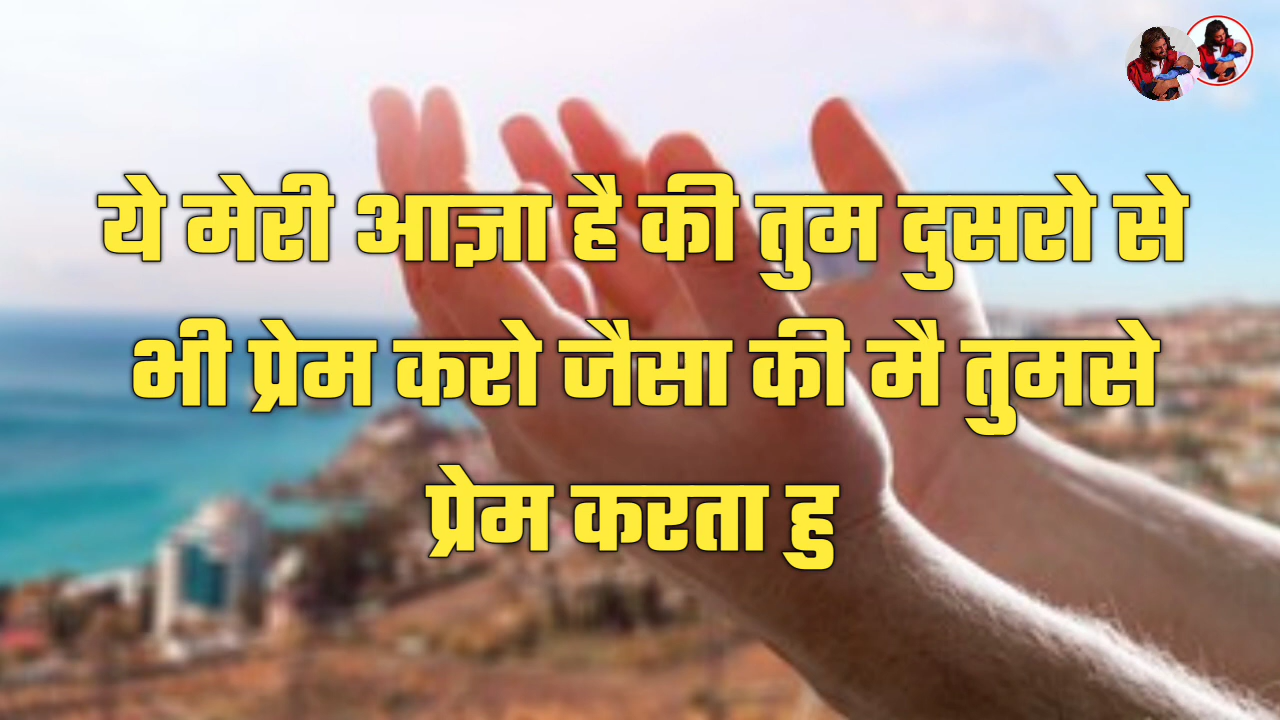 ये मेरी आज्ञा है की तुम दुसरो से
भी प्रेम करो जैसा की मै तुमसे
प्रेम करता हु